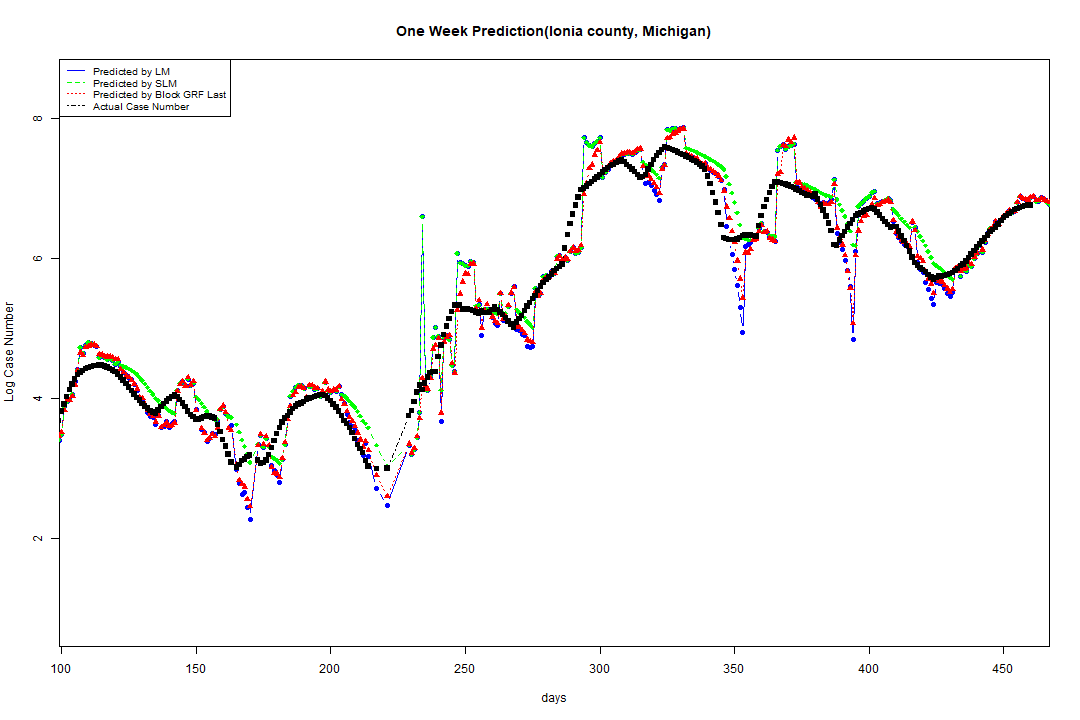 One Week Prediction(Ionia county, Michigan)
Predicted by LM
Predicted by SLM
Predicted by Block GRF Last
Actual Case Number
Log Case Number
8
6
4
2
100 150 200 250 300 350 400 450
days